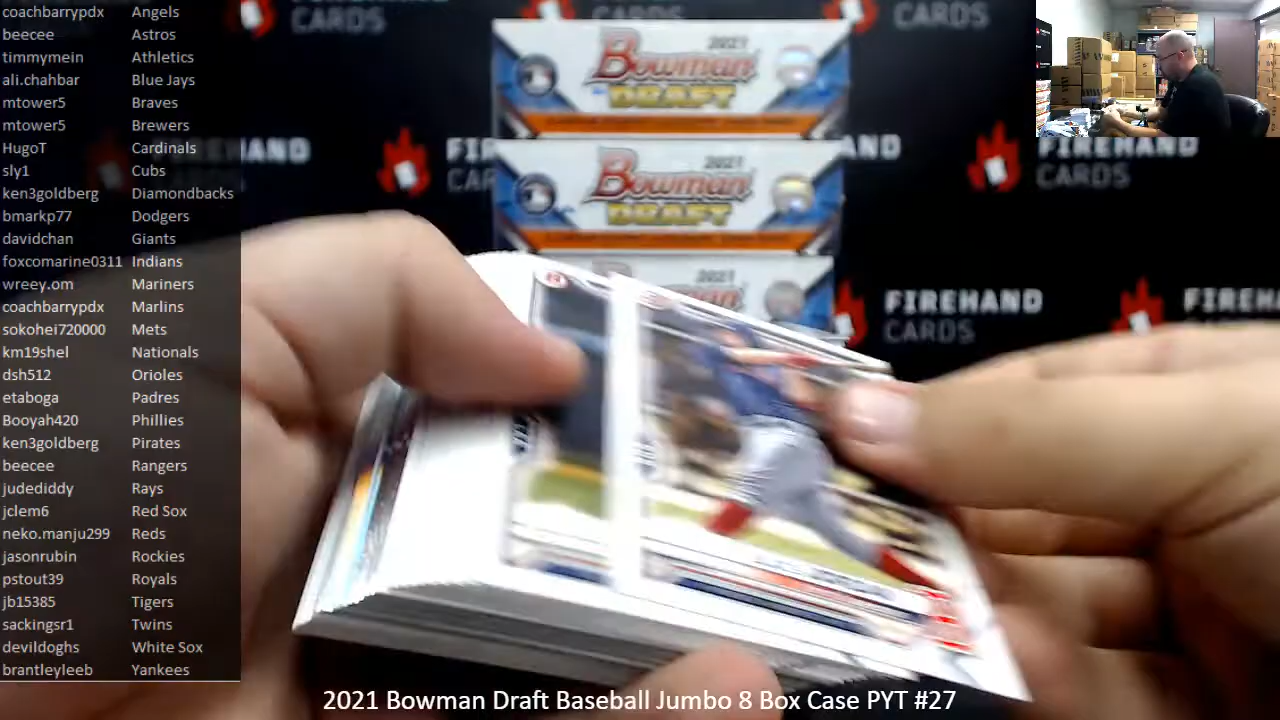 coachbarrypdx Angels
beecee Astros
timmymein Athletics
ali.chahbar Blue Jays
mtower5 Braves
mtower5 Brewers
HugoT Cardinals
sly1 Cubs
ken3goldberg Diamondbacks
bmarkp77 Dodgers
davidchan Giants
foxcomarine0311 Indians
wreey.om Mariners
coachbarrypdx Marlins
sokohei720000 Mets
km19shel Nationals
dsh512 Orioles
etaboga Padres
Booyah420 Phillies
ken3goldberg Pirates
beecee Rangers
judediddy Rays
jclem6 Red Sox
neko.manju299 Reds
jasonrubin Rockies
pstout39 Royals
jb15385 Tigers
sackingsr1 Twins
devildoghs White Sox
brantleyleeb Yankees
CARDS
CARDS
2021
Bowman
DRAFT
HAND
CARDS
FIREHAND
CARDS
2021
Bowman
DRAFT
2021
FIREHAND
CARDS
2021 Bowman Draft Baseball Jumbo 8 Box Case PYT #27